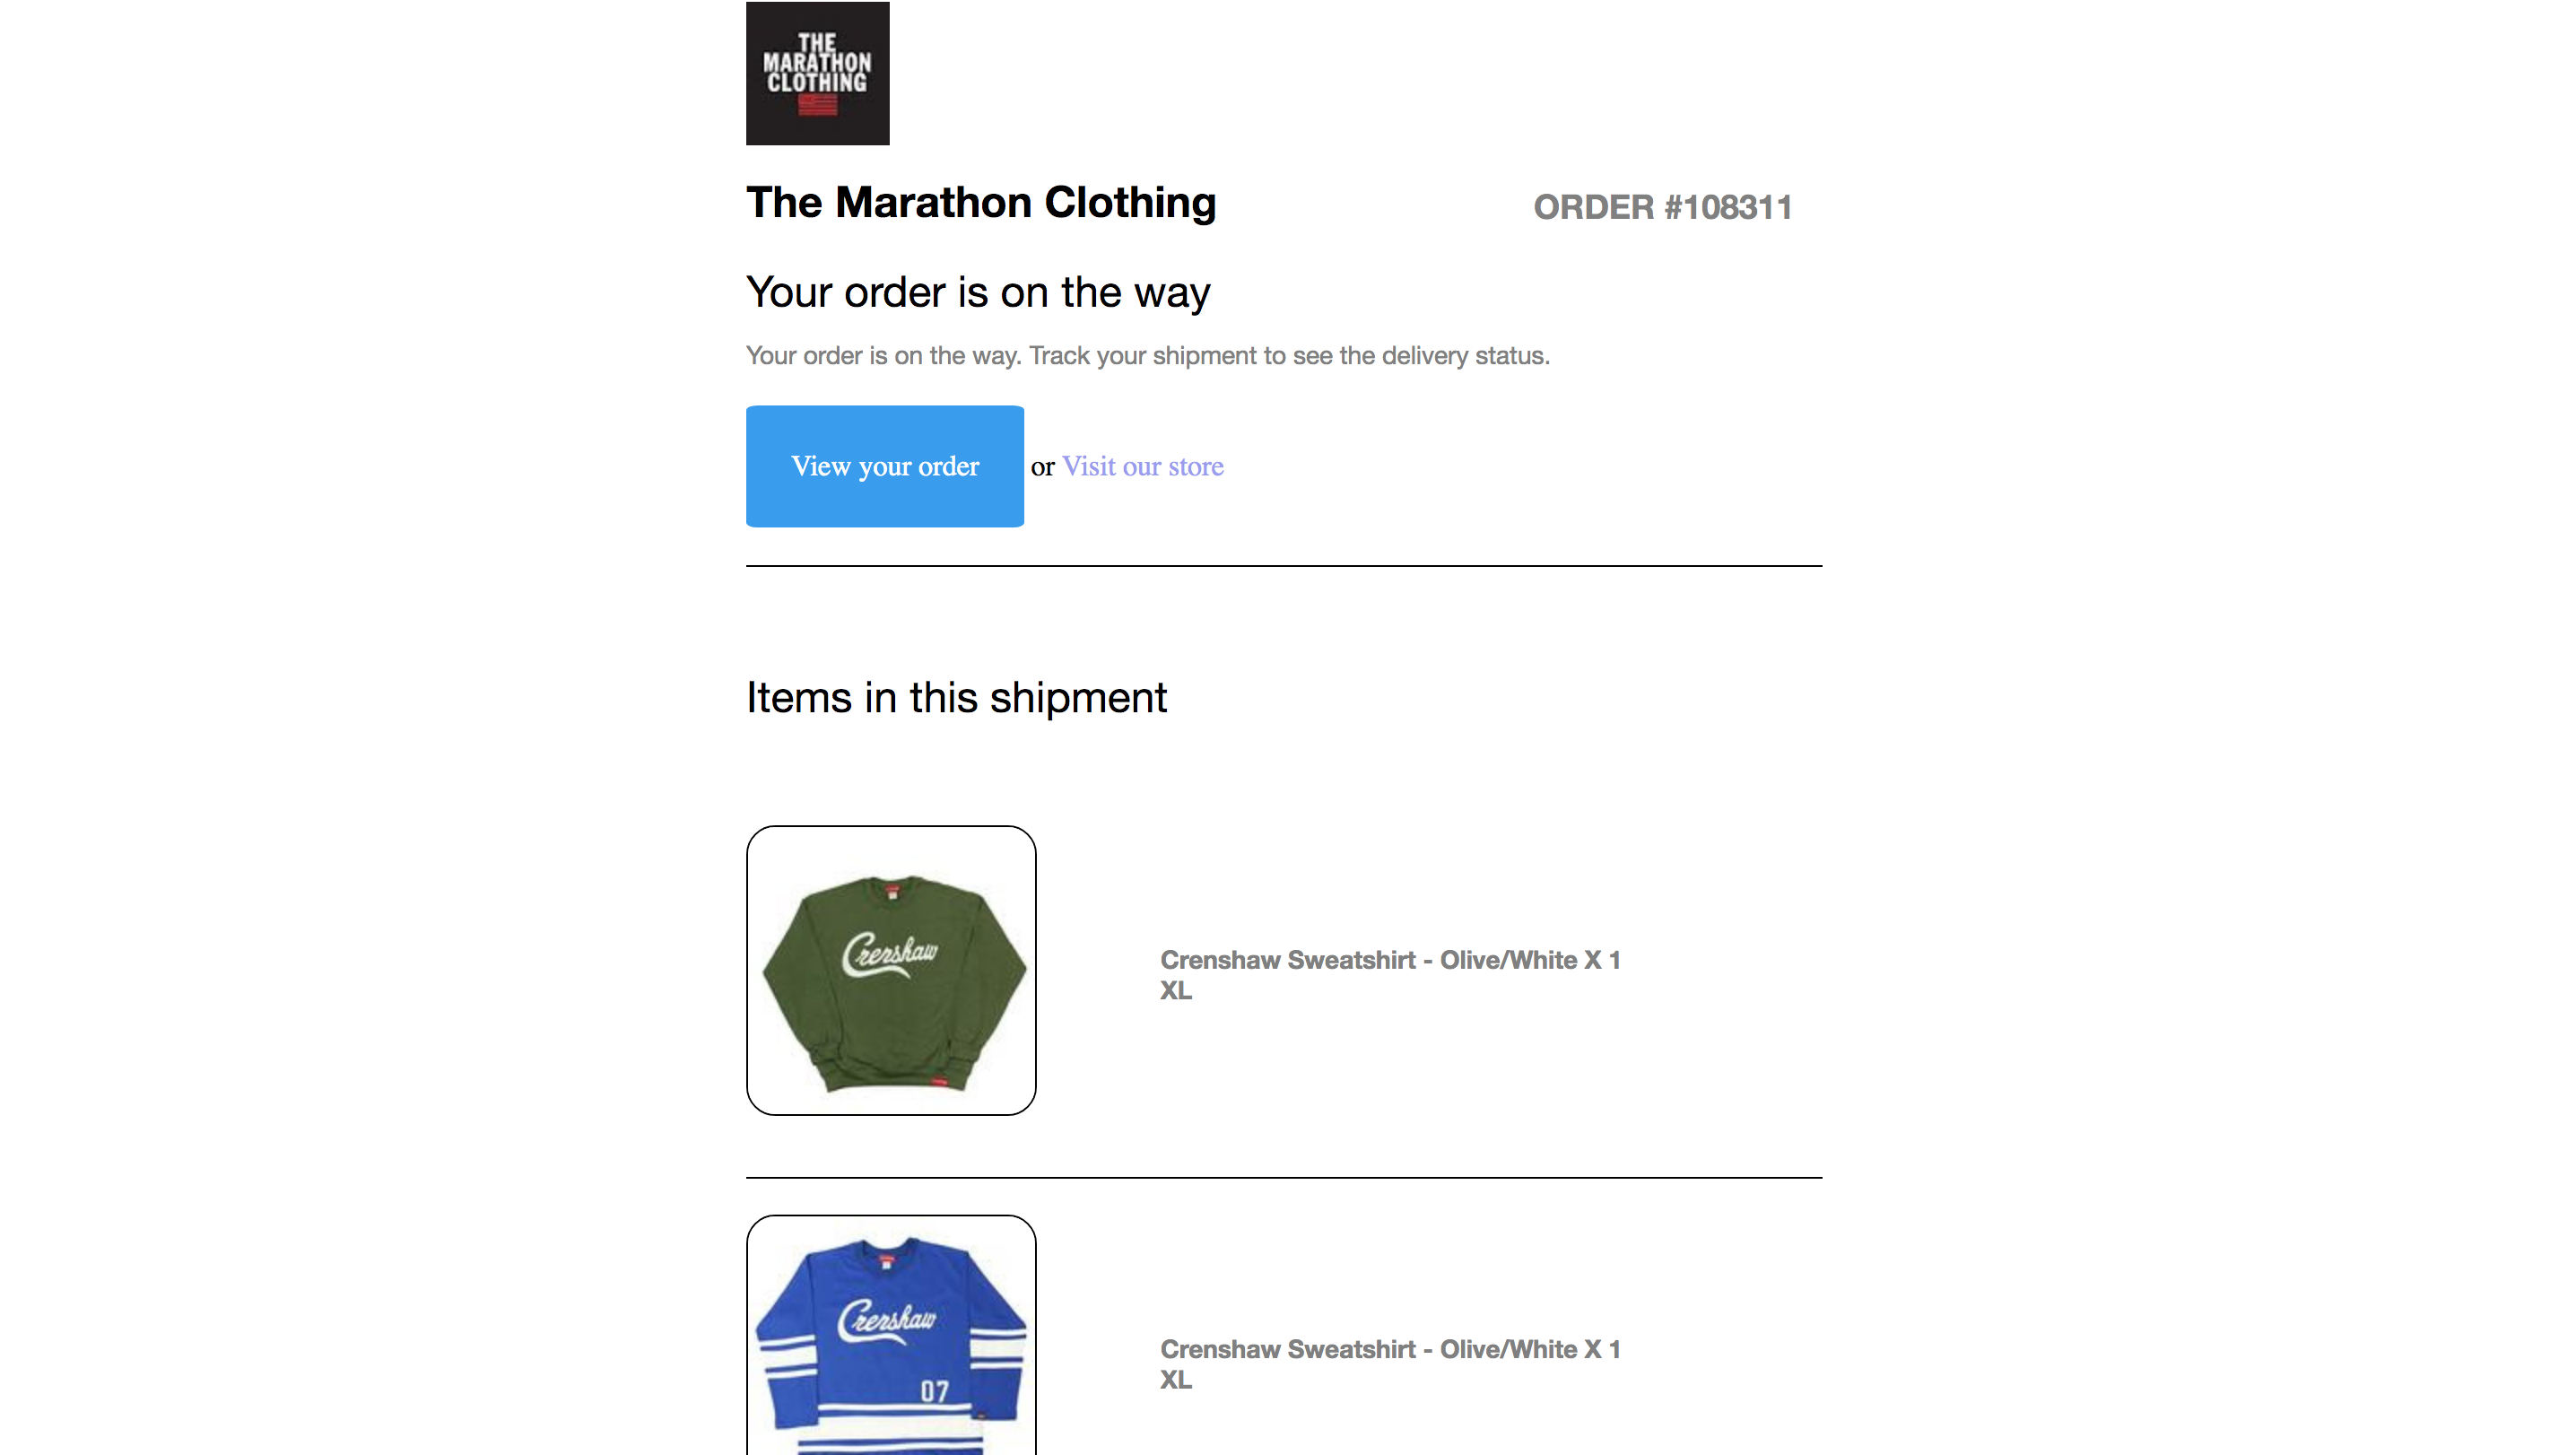 THE
MARATHON
CLOTHING
The Marathon Clothing
ORDER #108311
Your order is on the way
Your order is on the way. Track your shipment to see the delivery status.
View your order or Visit our store
Items in this shipment
Crenshaw
Crenshaw Sweatshirt - Olive/White X 1
XL
Crenshaw
07
Crenshaw Sweatshirt - Olive/White X 1
XL